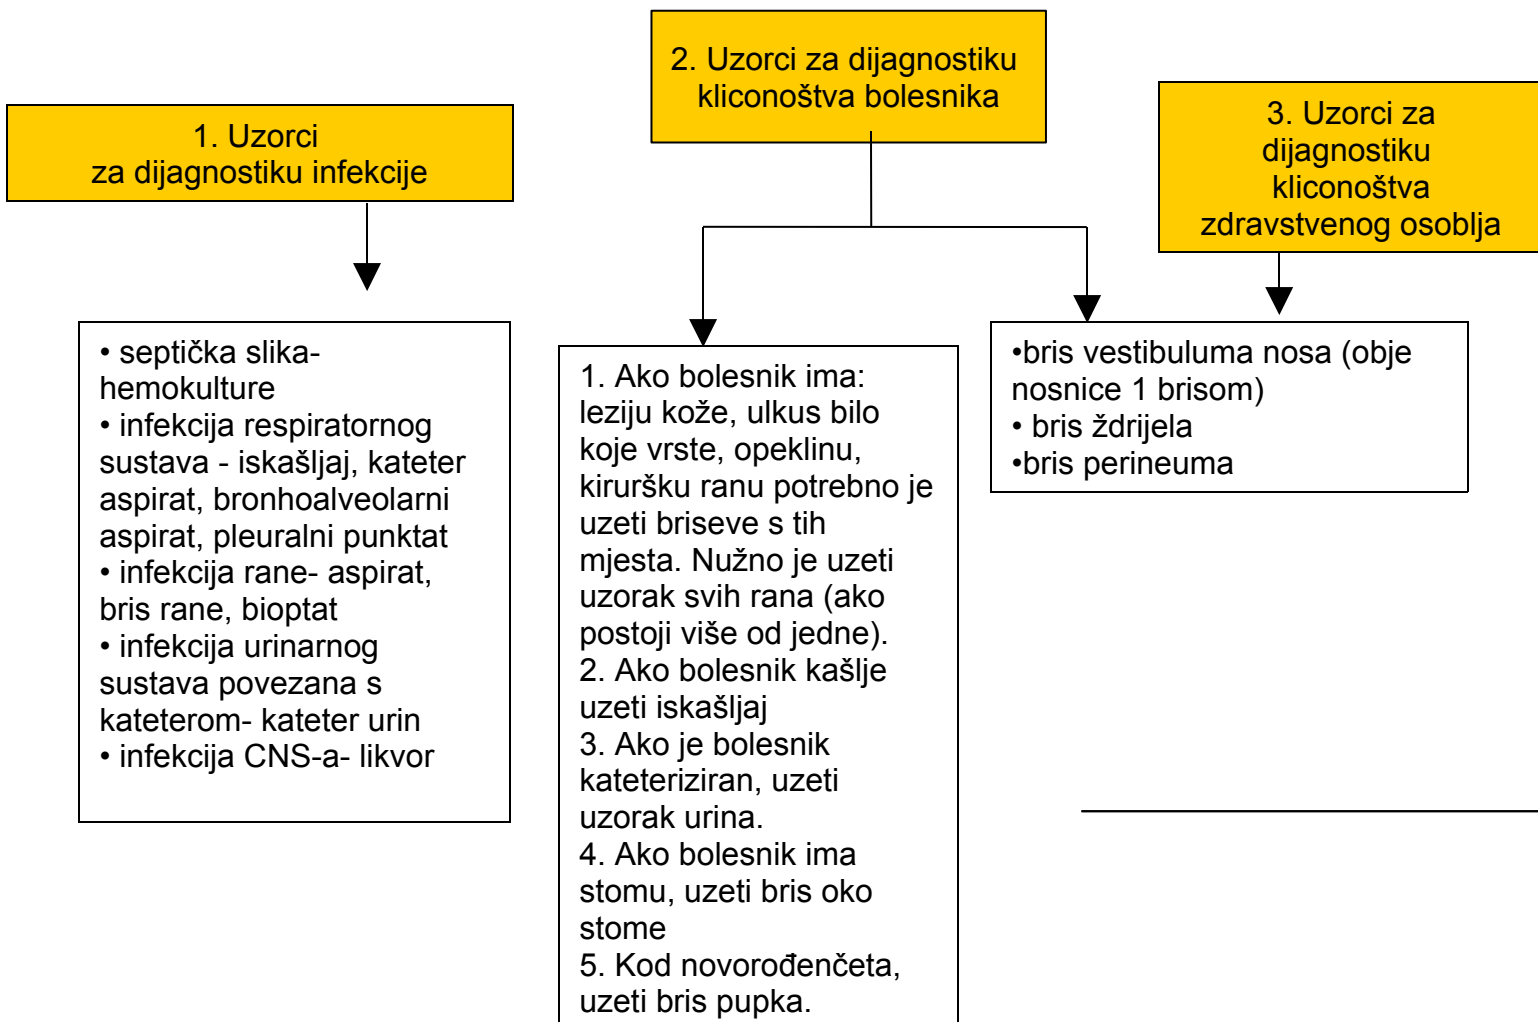 1. Uzorci
za dijagnostiku infekcije
2. Uzorci za dijagnostiku
kliconoštva bolesnika
3. Uzorci za
dijagnostiku
kliconoštva
zdravstvenog osoblja
• septička slika-
hemokulture
• infekcija respiratornog
sustava - iskašljaj, kateter
aspirat, bronhoalveolarni
aspirat, pleuralni punktat
• infekcija rane- aspirat,
bris rane, bioptat
• infekcija urinarnog
sustava povezana s
kateterom- kateter urin
• infekcija CNS-a- likvor
1. Ako bolesnik ima:
leziju kože, ulkus bilo
koje vrste, opeklinu,
kiruršku ranu potrebno je
uzeti briseve s tih
mjesta. Nužno je uzeti
uzorak svih rana (ako
postoji više od jedne).
2. Ako bolesnik kašlje
uzeti iskašljaj
3. Ako je bolesnik
kateteriziran, uzeti
uzorak urina.
4. Ako bolesnik ima
stomu, uzeti bris oko
stome
5. Kod novorođenčeta,
uzeti bris pupka.
•bris vestibuluma nosa (obje
nosnice 1 brisom)
• bris ždrijela
•bris perineuma